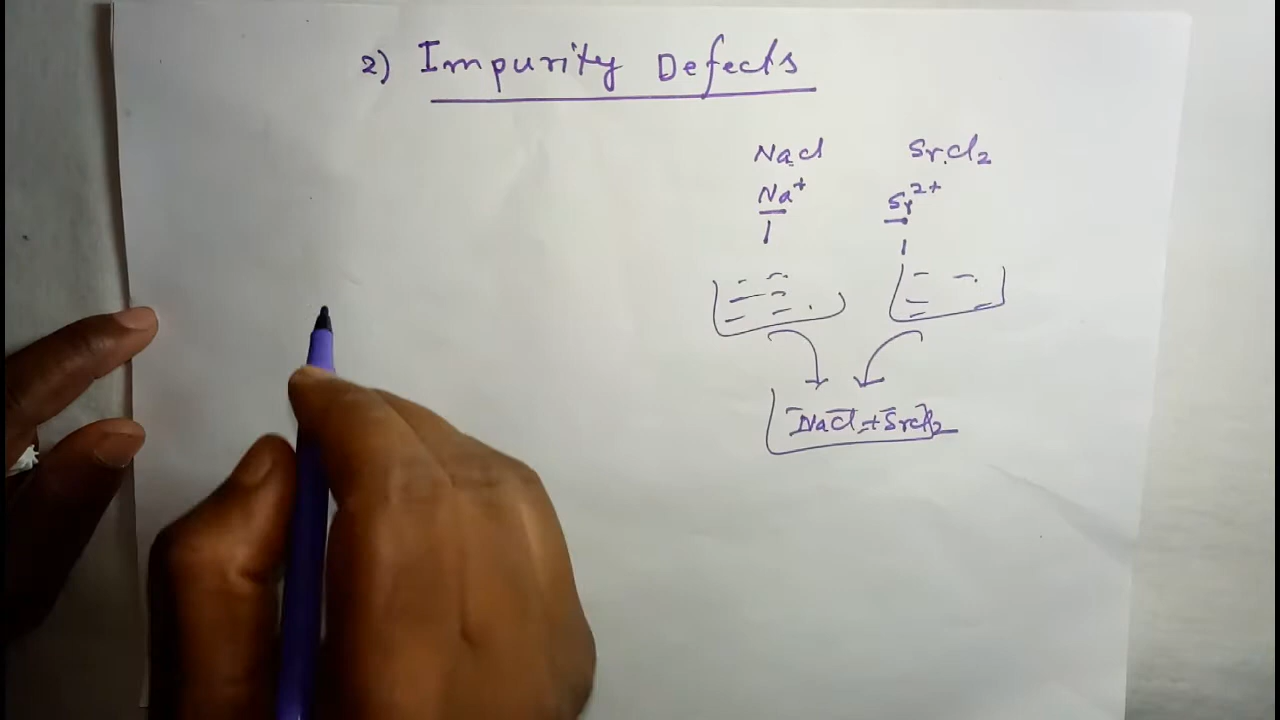 2) Impurity Defects
NaCl SrCl2
Na+ Sr2+
NaCl + SrCl2